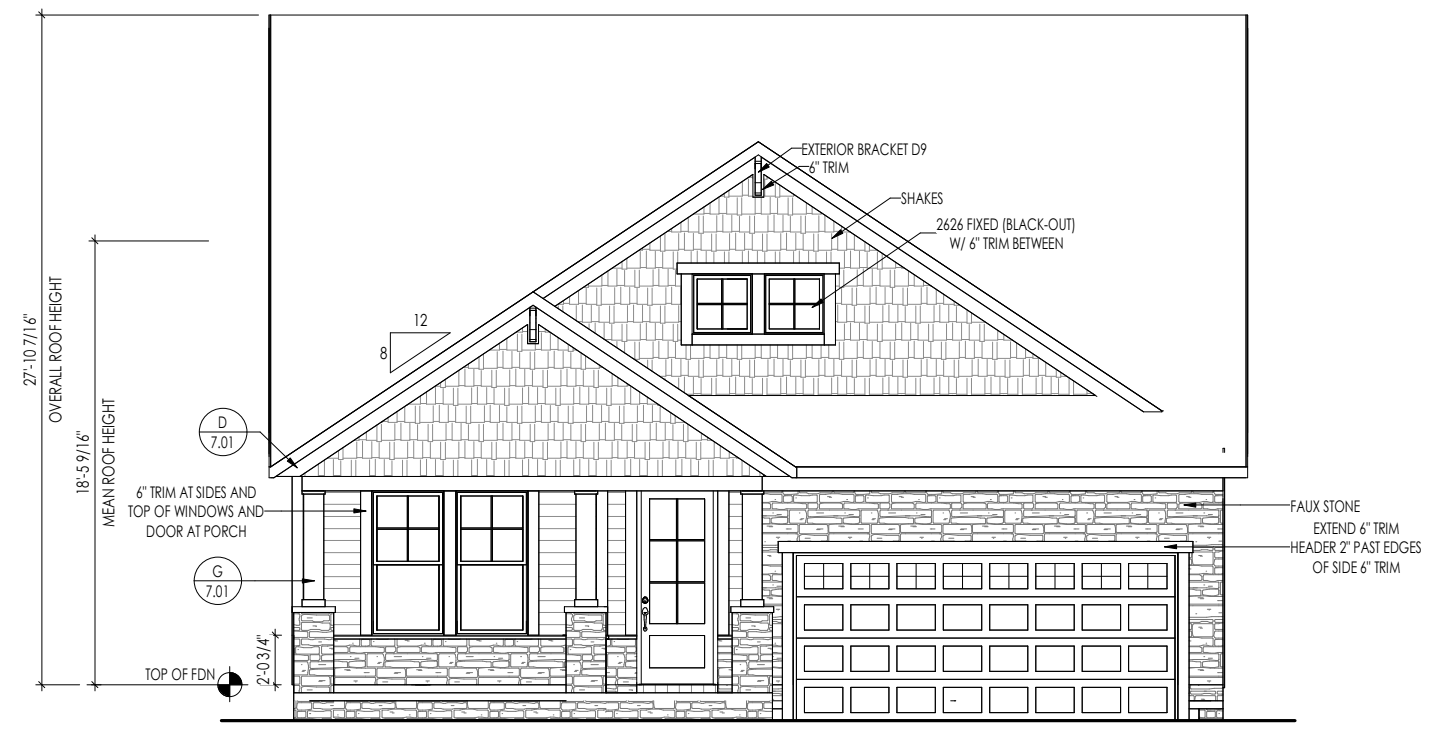 EXTERIOR BRACKET D9
6" TRIM
SHAKES
2626 FIXED (BLACK-OUT)
W/ 6" TRIM BETWEEN
12
8
27'-10 7/16"
OVERALL ROOF HEIGHT
18'-5 9/16"
MEAN ROOF HEIGHT
D
7.01
6" TRIM AT SIDES AND
TOP OF WINDOWS AND
DOOR AT PORCH
G
7.01
2'-0 3/4"
TOP OF FDN
FAUX STONE
EXTEND 6" TRIM
HEADER 2" PAST EDGES
OF SIDE 6" TRIM